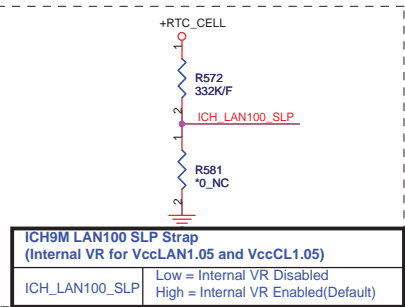 +RTC_CELL
1
R572
332K/F
2
ICH_LAN100_SLP
1
R581
*0_NC
2
ICH9M LAN100 SLP Strap
(Internal VR for VccLAN1.05 and VccCL1.05)
ICH_LAN100_SLP
Low = Internal VR Disabled
High = Internal VR Enabled(Default)